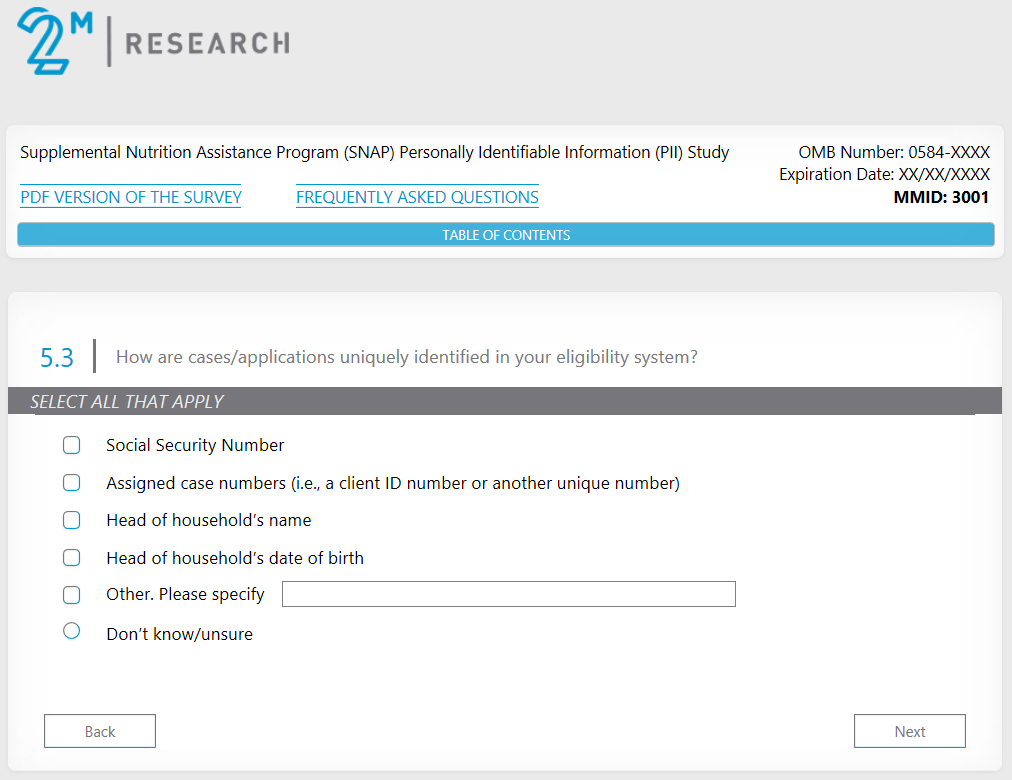 2M RESEARCH
Supplemental Nutrition Assistance Program (SNAP) Personally Identifiable Information (PII) Study
OMB Number: 0584-XXXX
Expiration Date: XX/XX/XXXX
PDF VERSION OF THE SURVEY
FREQUENTLY ASKED QUESTIONS
MMID: 3001
TABLE OF CONTENTS
5.3 How are cases/applications uniquely identified in your eligibility system?
SELECT ALL THAT APPLY
Social Security Number
Assigned case numbers (i.e., a client ID number or another unique number)
Head of household’s name
Head of household’s date of birth
Other. Please specify
Don’t know/unsure
Back
Next